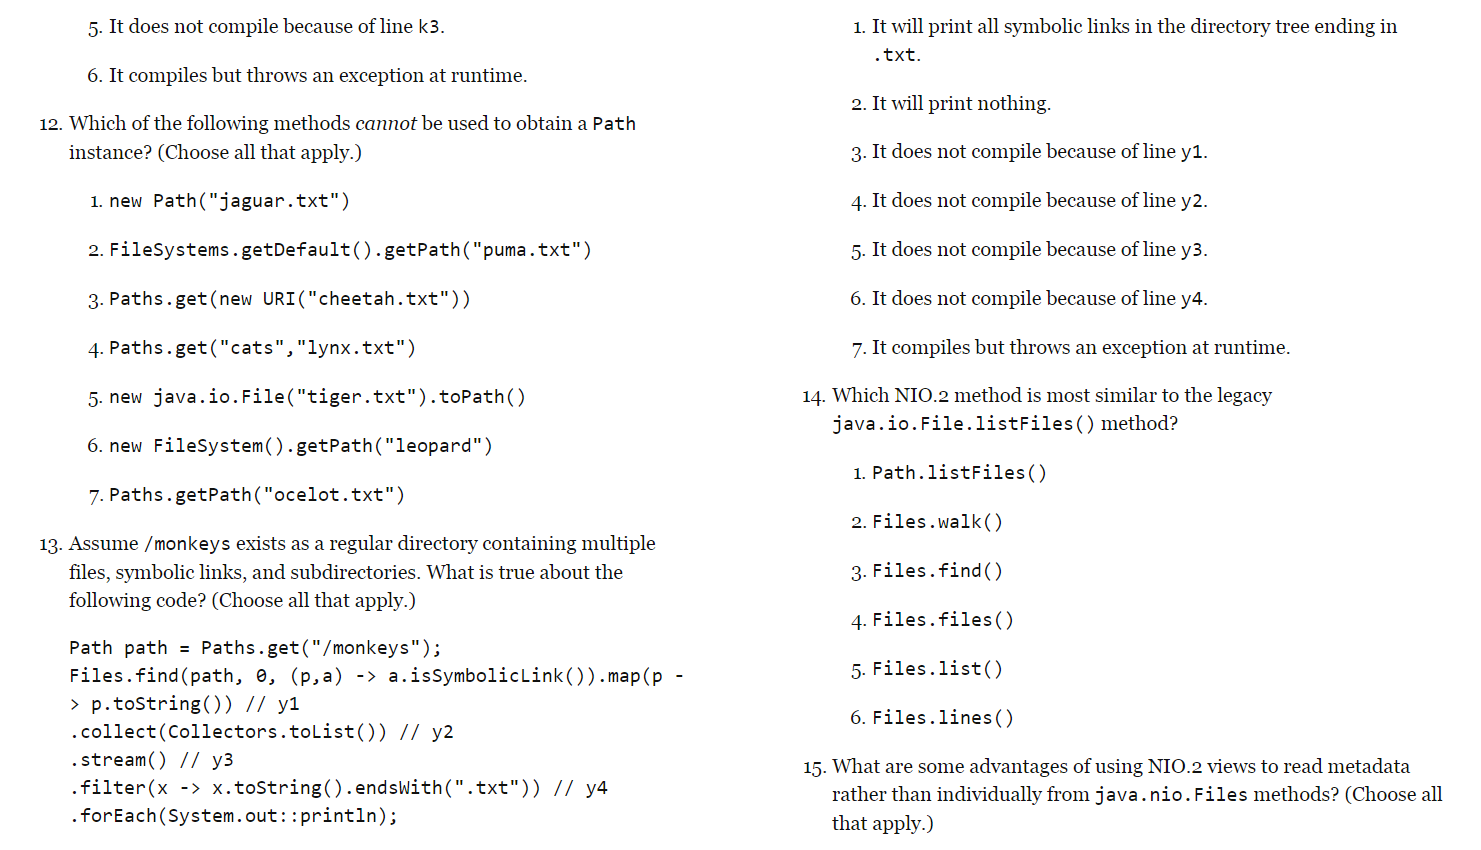 5. It does not compile because of line k3.
6. It compiles but throws an exception at runtime.
12. Which of the following methods cannot be used to obtain a Path
instance? (Choose all that apply.)
1. new Path("jaguar.txt")
2. FileSystems.getDefault().getPath("puma.txt")
3. Paths.get(new URI("cheetah.txt"))
4. Paths.get("cats","lynx.txt")
5. new java.io.File("tiger.txt").toPath()
6. new FileSystem().getPath("leopard")
7. Paths.getPath("ocelot.txt")
13. Assume /monkeys exists as a regular directory containing multiple
files, symbolic links, and subdirectories. What is true about the
following code? (Choose all that apply.)
Path path = Paths.get("/monkeys");
Files.find(path, 0, (p,a) -> a.isSymbolicLink()).map(p -
> p.toString()) // y1
.collect(Collectors.toList()) // y2
.stream() // y3
.filter(x -> x.toString().endsWith(".txt")) // y4
.forEach(System.out::println);
1. It will print all symbolic links in the directory tree ending in
.txt.
2. It will print nothing.
3. It does not compile because of line y1.
4. It does not compile because of line y2.
5. It does not compile because of line y3.
6. It does not compile because of line y4.
7. It compiles but throws an exception at runtime.
14. Which NIO.2 method is most similar to the legacy
java.io.File.listFiles() method?
1. Path.listFiles()
2. Files.walk()
3. Files.find()
4. Files.files()
5. Files.list()
6. Files.lines()
15. What are some advantages of using NIO.2 views to read metadata
rather than individually from java.nio.Files methods? (Choose all
that apply.)